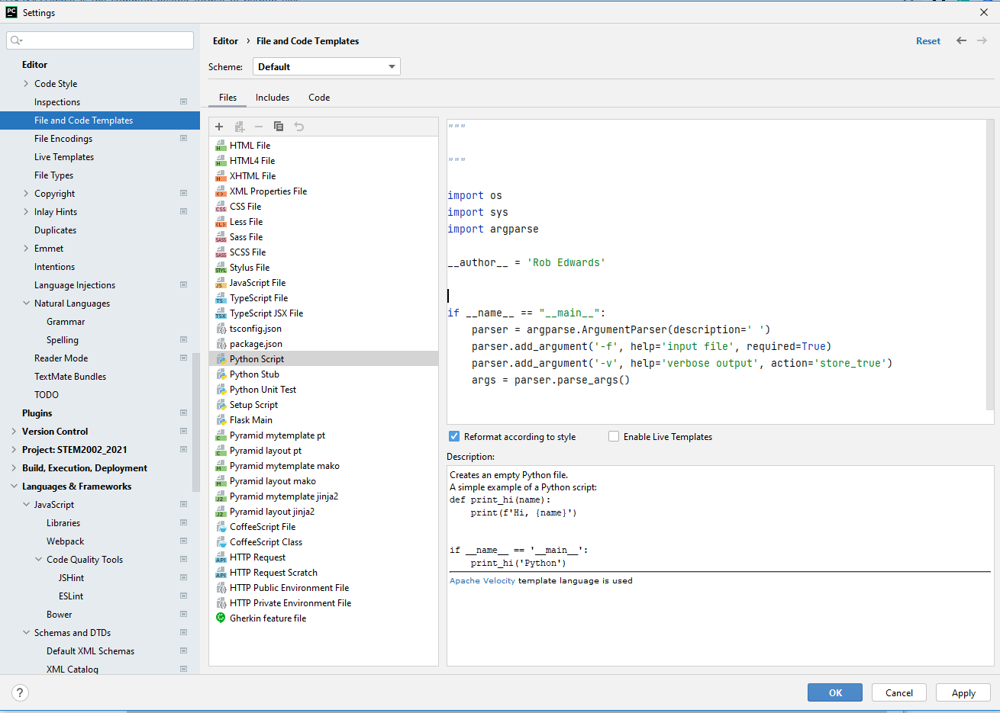 PC Settings
Editor
Code Style
Inspections
File and Code Templates
File Encodings
Live Templates
File Types
Copyright
Inlay Hints
Duplicates
Emmet
Intentions
Language Injections
Natural Languages
Grammar
Spelling
Reader Mode
TextMate Bundles
TODO
Plugins
Version Control
Project: STEM2002_2021
Build, Execution, Deployment
Languages & Frameworks
JavaScript
Libraries
Webpack
Code Quality Tools
JSHint
ESLint
Bower
Schemas and DTDs
Default XML Schemas
XML Catalog
Editor › File and Code Templates
Reset
Scheme: Default
Files Includes Code
HTML File
HTML4 File
XHTML File
XML Properties File
CSS File
Less File
Sass File
SCSS File
Stylus File
JavaScript File
TypeScript File
TypeScript JSX File
tsconfig.json
package.json
Python Script
Python Stub
Python Unit Test
Setup Script
Flask Main
Pyramid mytemplate pt
Pyramid layout pt
Pyramid mytemplate mako
Pyramid layout mako
Pyramid mytemplate jinja2
Pyramid layout jinja2
CoffeeScript File
CoffeeScript Class
HTTP Request
HTTP Request Scratch
HTTP Public Environment File
HTTP Private Environment File
Gherkin feature file
"""
"""
import os
import sys
import argparse
__author__ = 'Rob Edwards'
if __name__ == "__main__":
    parser = argparse.ArgumentParser(description=' ')
    parser.add_argument('-f', help='input file', required=True)
    parser.add_argument('-v', help='verbose output', action='store_true')
    args = parser.parse_args()
Reformat according to style Enable Live Templates
Description:
Creates an empty Python file.
A simple example of a Python script:
def print_hi(name):
    print(f'Hi, {name}')
if __name__ == '__main__':
    print_hi('Python')
Apache Velocity template language is used
? OK Cancel Apply